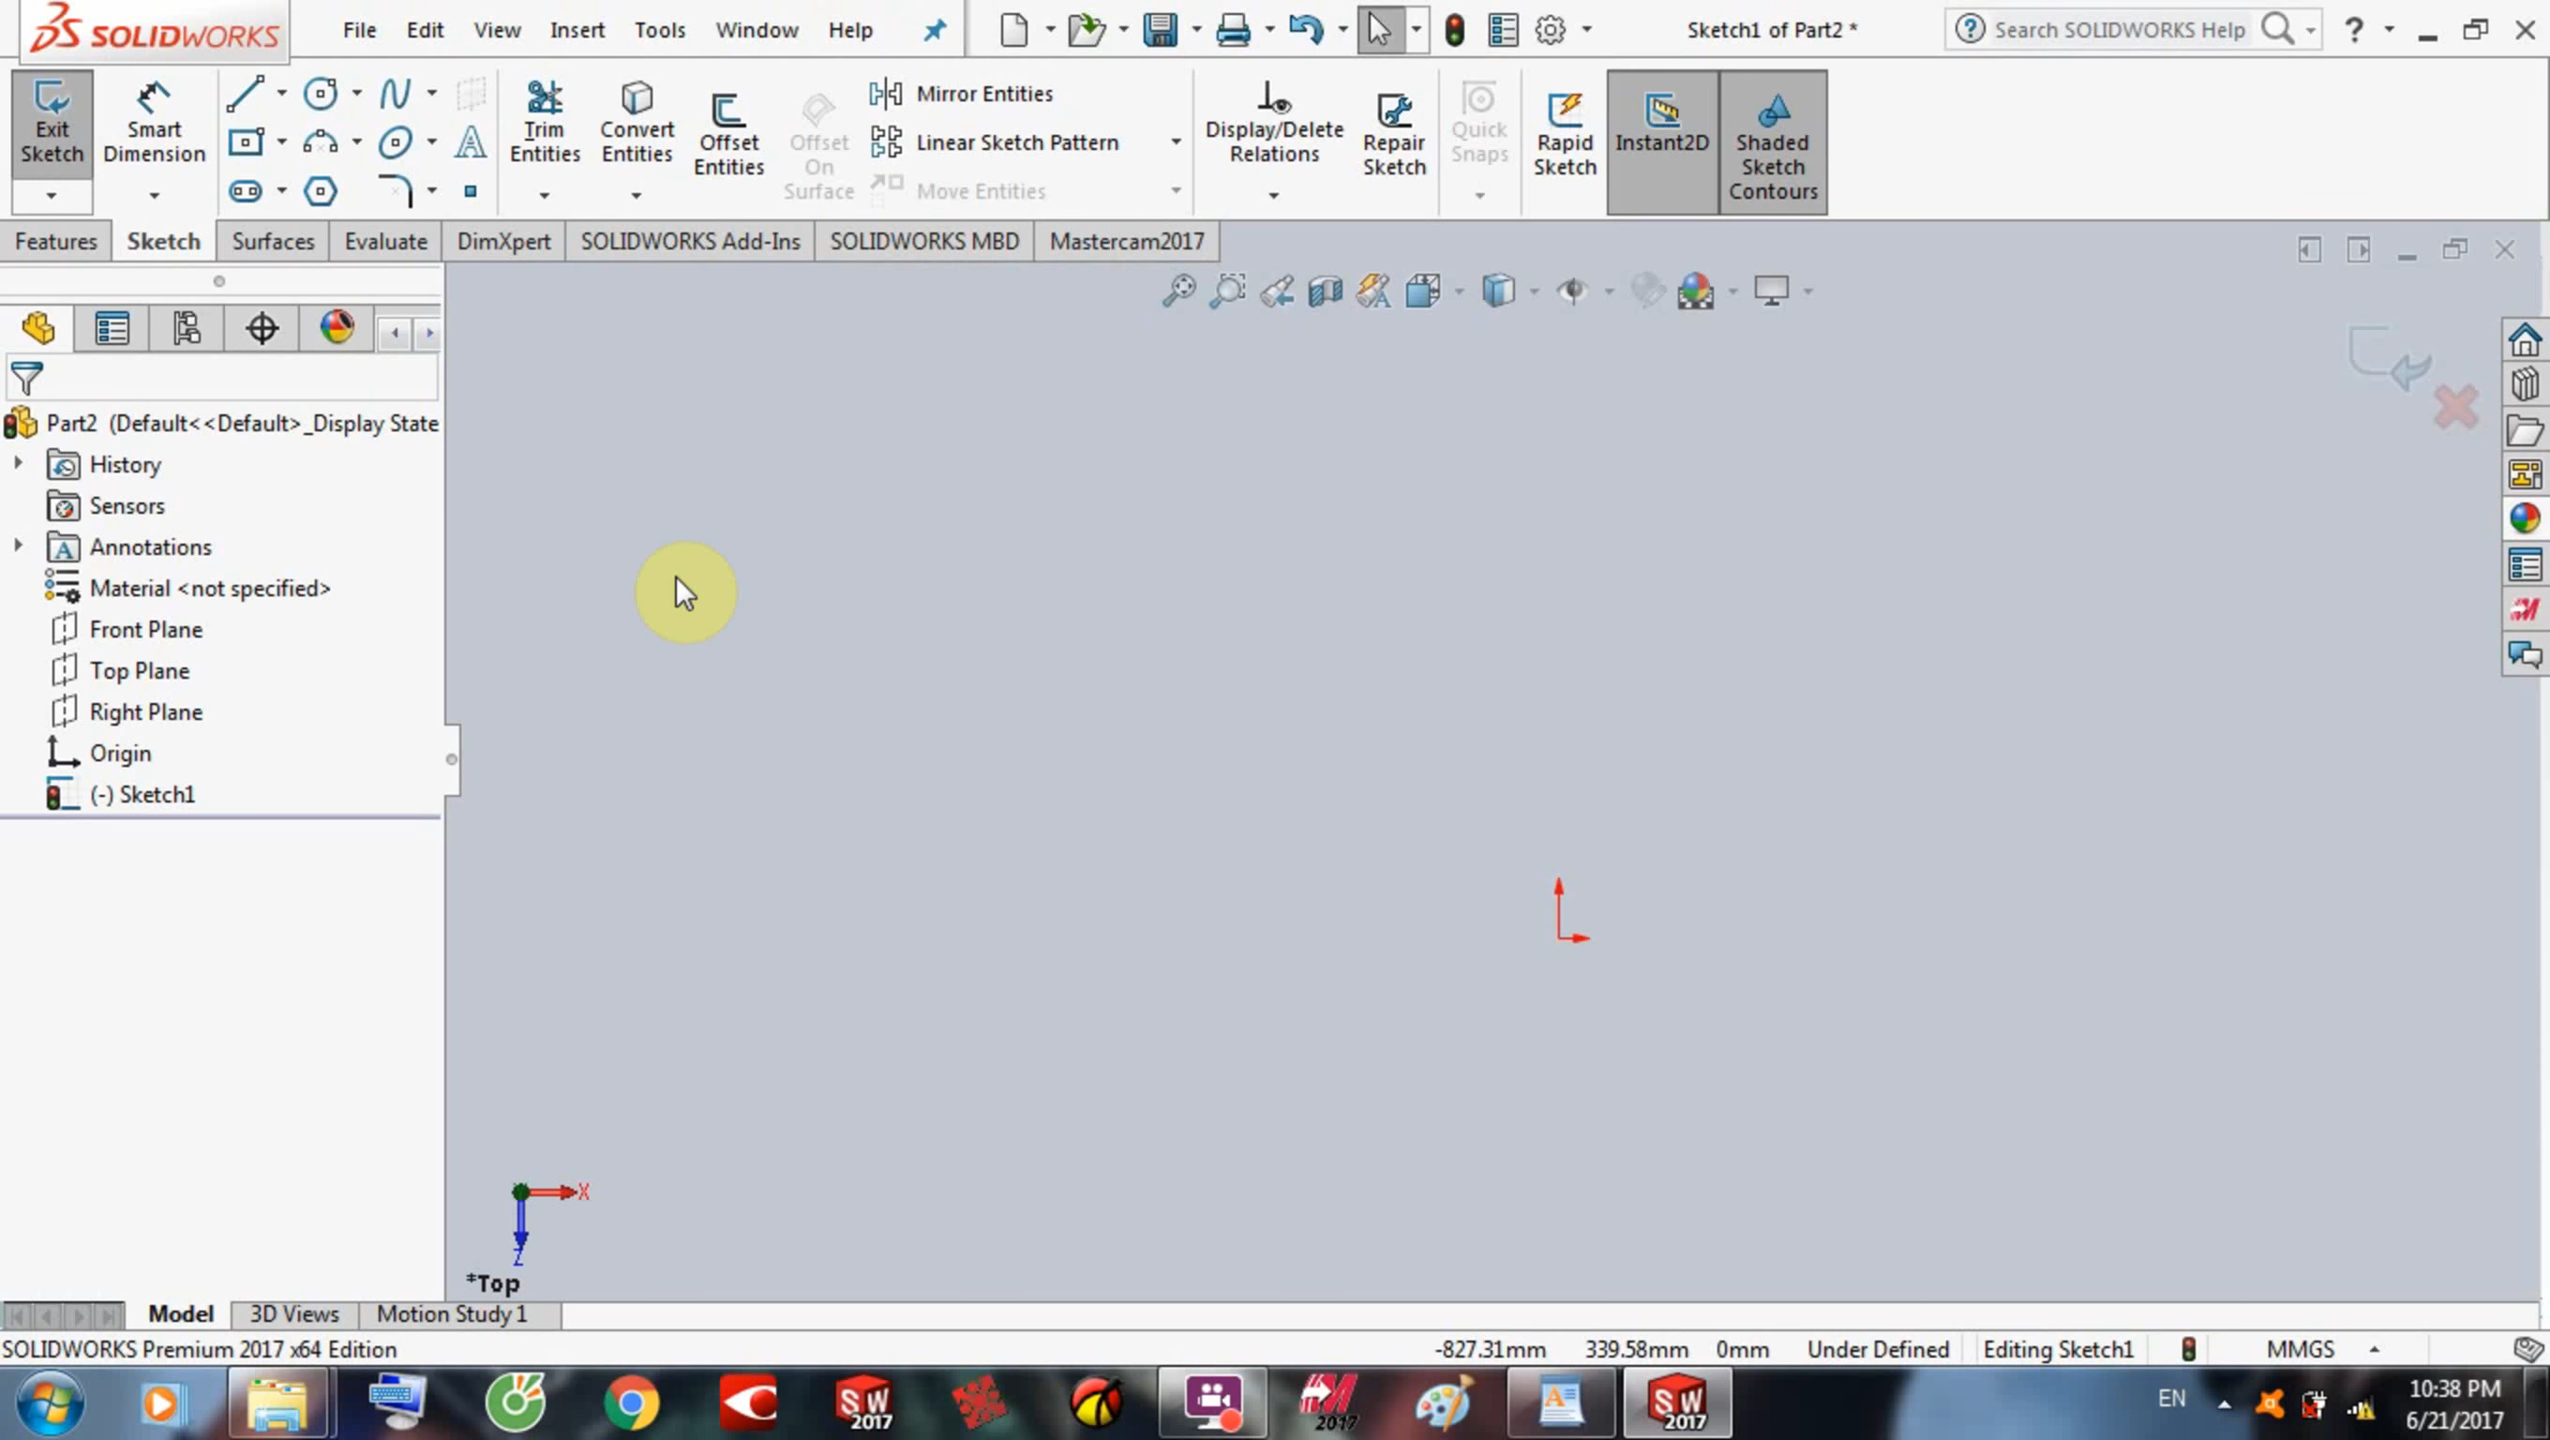 SOLIDWORKS
File Edit View Insert Tools Window Help
Sketch1 of Part2 *
Search SOLIDWORKS Help
Exit Sketch
Smart Dimension
Trim Entities
Convert Entities
Offset Entities
Offset On Surface
Mirror Entities
Linear Sketch Pattern
Move Entities
Display/Delete Relations
Repair Sketch
Quick Snaps
Rapid Sketch
Instant2D
Shaded Sketch Contours
Features Sketch Surfaces Evaluate DimXpert SOLIDWORKS Add-Ins SOLIDWORKS MBD Mastercam2017
Part2 (Default<<Default>_Display State
History
Sensors
Annotations
Material <not specified>
Front Plane
Top Plane
Right Plane
Origin
(-) Sketch1
X
Z
*Top
Model 3D Views Motion Study 1
SOLIDWORKS Premium 2017 x64 Edition
-827.31mm 339.58mm 0mm Under Defined Editing Sketch1 MMGS
SW 2017
2017
SW 2017
EN
10:38 PM
6/21/2017